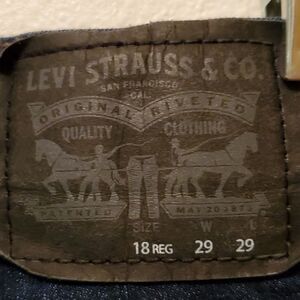 LEVI STRAUSS & CO.
SAN FRANCISCO
CAL
ORIGINAL RIVETED
QUALITY CLOTHING
PATENTED MAY 20 1873
SIZE W L
18 REG 29 29